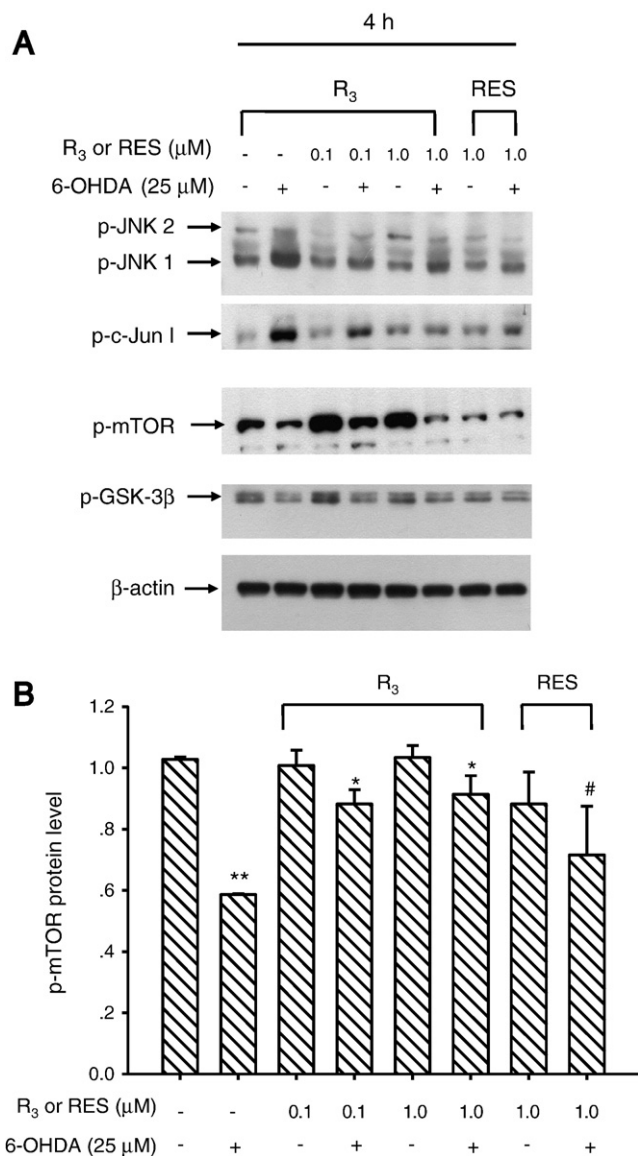 A
4 h
R₃ RES
R₃ or RES (μM) - - 0.1 0.1 1.0 1.0 1.0 1.0
6-OHDA (25 μM) - + - + - + - +
p-JNK 2
p-JNK 1
p-c-Jun I
p-mTOR
p-GSK-3β
β-actin
B
R₃ RES
1.2
1.0
.8
.6
.4
.2
0.0
p-mTOR protein level
** * * #
R₃ or RES (μM) - - 0.1 0.1 1.0 1.0 1.0 1.0
6-OHDA (25 μM) - + - + - + - +